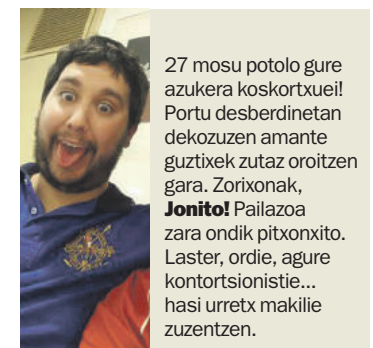 27 mosu potolo gure
azukera koskortxuei!
Portu desberdinetan
dekozuzen amante
guztixek zutaz oroitzen
gara. Zorixonak,
Jonito! Pailazoa
zara ondik pitxonxito.
Laster, ordie, agure
kontortsionistie...
hasi urretx makilie
zuzentzen.